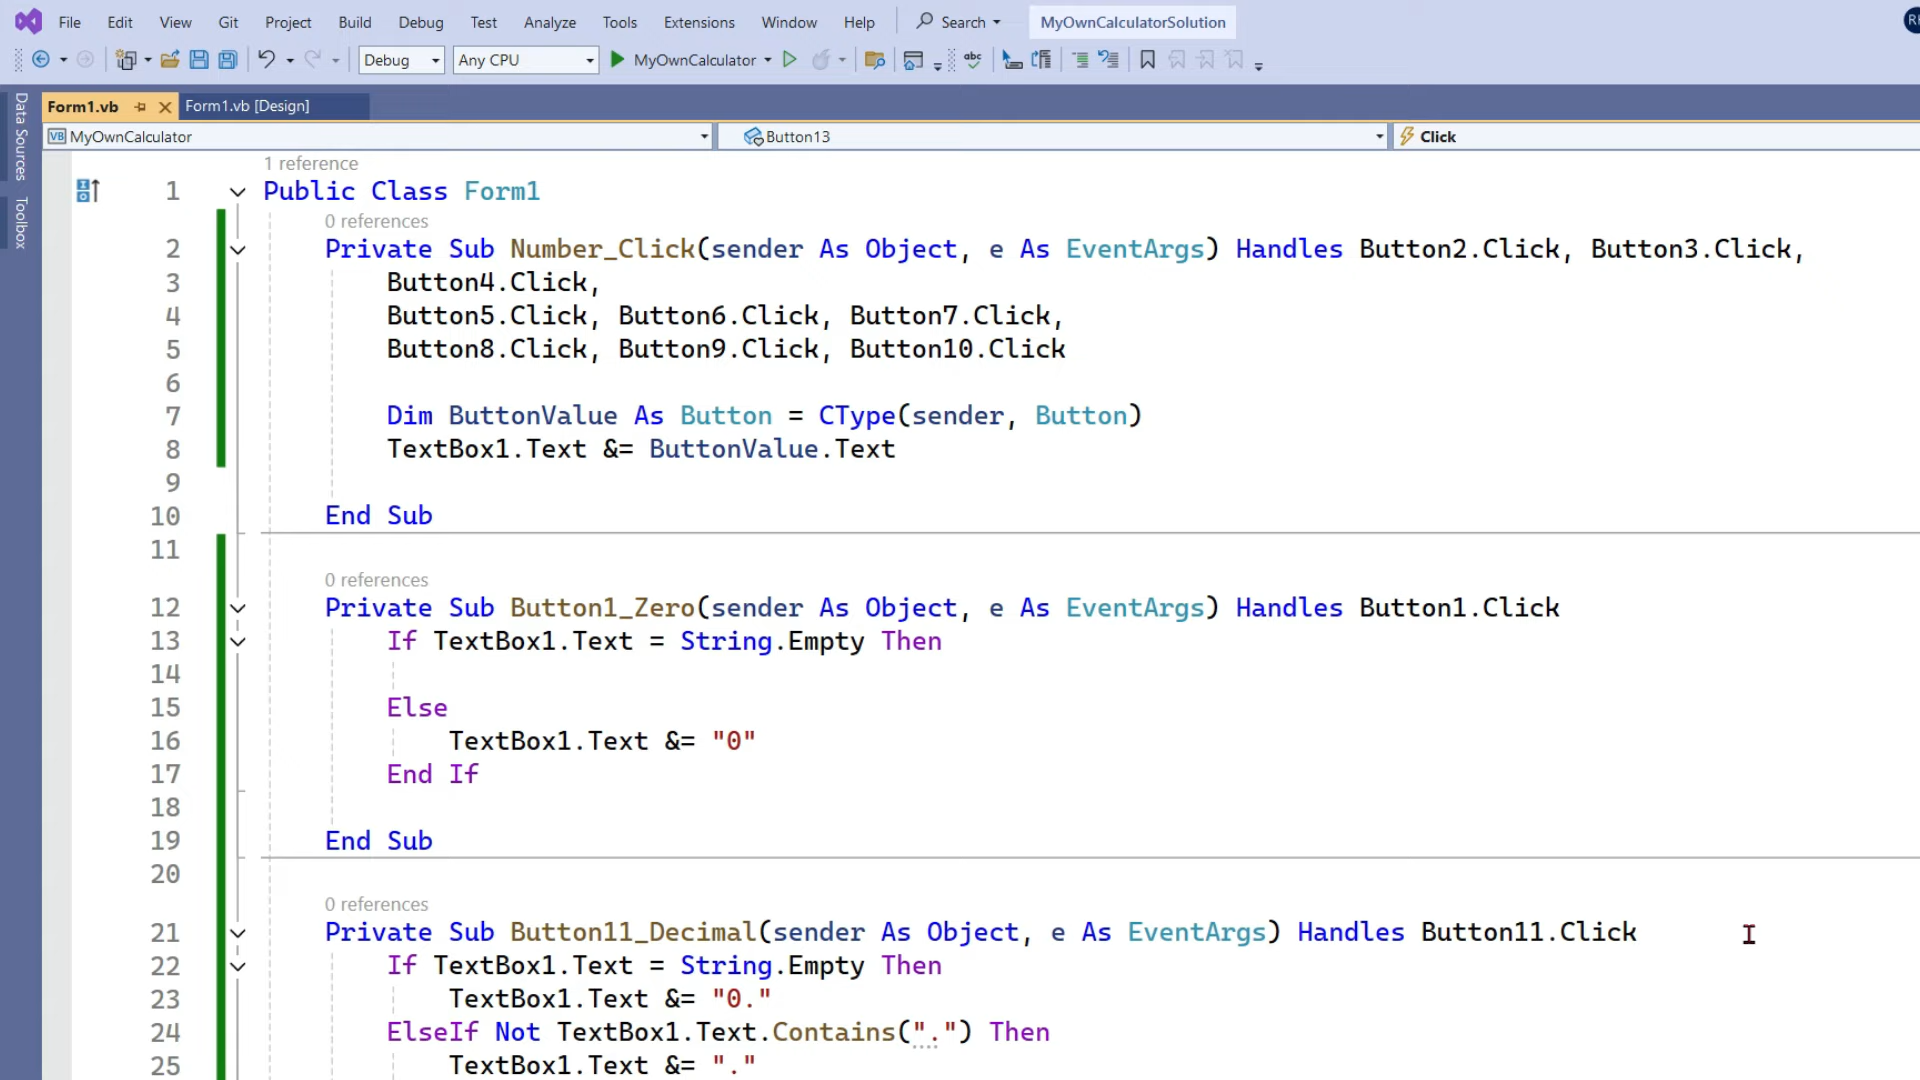 File Edit View Git Project Build Debug Test Analyze Tools Extensions Window Help Search MyOwnCalculatorSolution
Debug Any CPU MyOwnCalculator abc
Form1.vb Form1.vb [Design]
Data Sources
Toolbox
VB MyOwnCalculator Button13 Click
1 reference
1 Public Class Form1
0 references
2 Private Sub Number_Click(sender As Object, e As EventArgs) Handles Button2.Click, Button3.Click,
3 Button4.Click,
4 Button5.Click, Button6.Click, Button7.Click,
5 Button8.Click, Button9.Click, Button10.Click
6
7 Dim ButtonValue As Button = CType(sender, Button)
8 TextBox1.Text &= ButtonValue.Text
9
10 End Sub
11
0 references
12 Private Sub Button1_Zero(sender As Object, e As EventArgs) Handles Button1.Click
13 If TextBox1.Text = String.Empty Then
14
15 Else
16 TextBox1.Text &= "0"
17 End If
18
19 End Sub
20
0 references
21 Private Sub Button11_Decimal(sender As Object, e As EventArgs) Handles Button11.Click
22 If TextBox1.Text = String.Empty Then
23 TextBox1.Text &= "0."
24 ElseIf Not TextBox1.Text.Contains(".") Then
25 TextBox1.Text &= "."